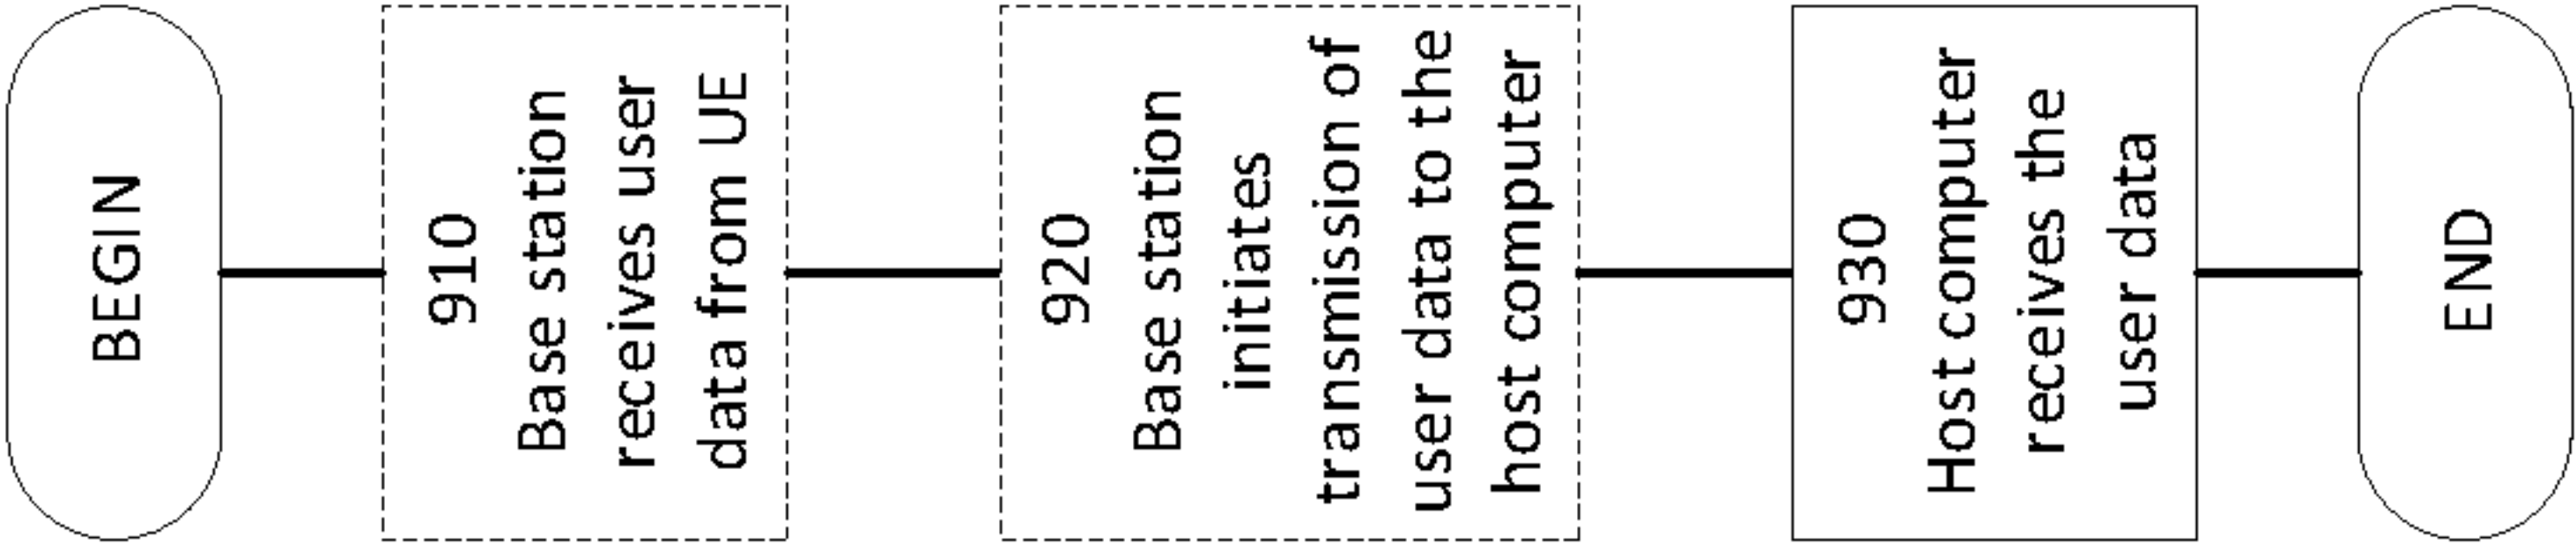 BEGIN
910
Base station
receives user
data from UE
920
Base station
initiates
transmission of
user data to the
host computer
930
Host computer
receives the
user data
END